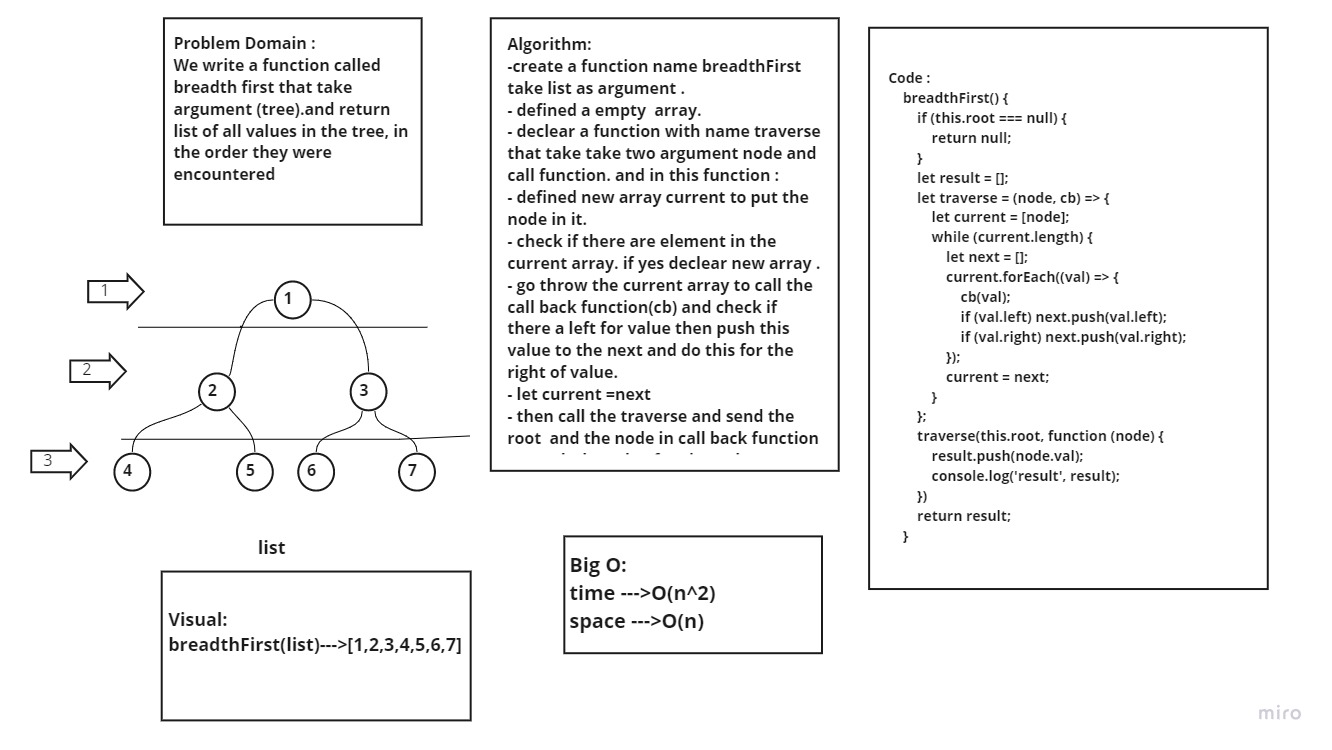 Problem Domain :
We write a function called
breadth first that take
argument (tree).and return
list of all values in the tree, in
the order they were
encountered
Algorithm:
-create a function name breadthFirst
take list as argument .
- defined a empty  array.
- declear a function with name traverse
that take take two argument node and
call function. and in this function :
- defined new array current to put the
node in it.
- check if there are element in the
current array. if yes declear new array .
- go throw the current array to call the
call back function(cb) and check if
there a left for value then push this
value to the next and do this for the
right of value.
- let current =next
- then call the traverse and send the
root  and the node in call back function
Code :
breadthFirst() {
if (this.root === null) {
return null;
}
let result = [];
let traverse = (node, cb) => {
let current = [node];
while (current.length) {
let next = [];
current.forEach((val) => {
cb(val);
if (val.left) next.push(val.left);
if (val.right) next.push(val.right);
});
current = next;
}
};
traverse(this.root, function (node) {
result.push(node.val);
console.log('result', result);
})
return result;
}
1
1
2
2
3
3
4
5
6
7
list
Visual:
breadthFirst(list)--->[1,2,3,4,5,6,7]
Big O:
time --->O(n^2)
space --->O(n)
miro